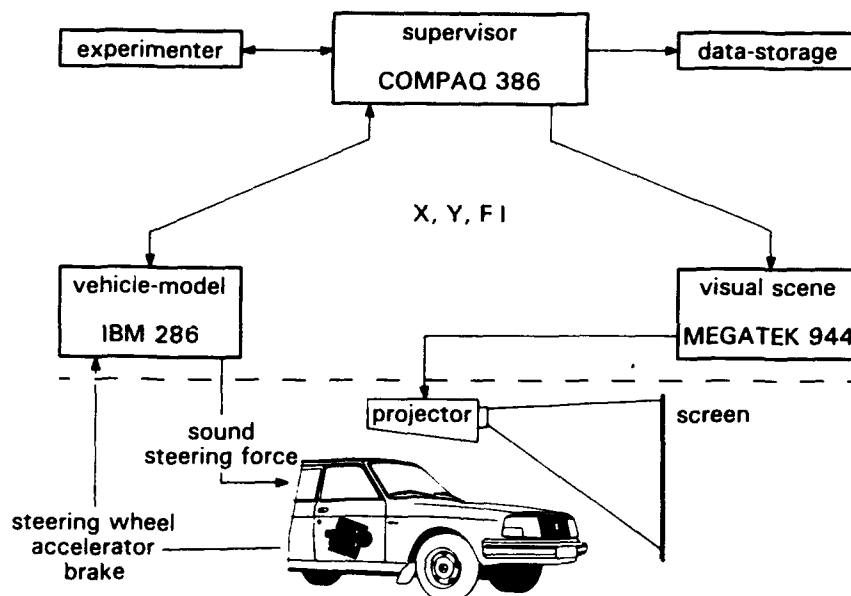 supervisor
experimenter
data-storage
COMPAQ 386
X, Y, FI
vehicle-model
visual scene
IBM 286
MEGATEK 944
projector
screen
sound
steering force
steering wheel
accelerator
brake